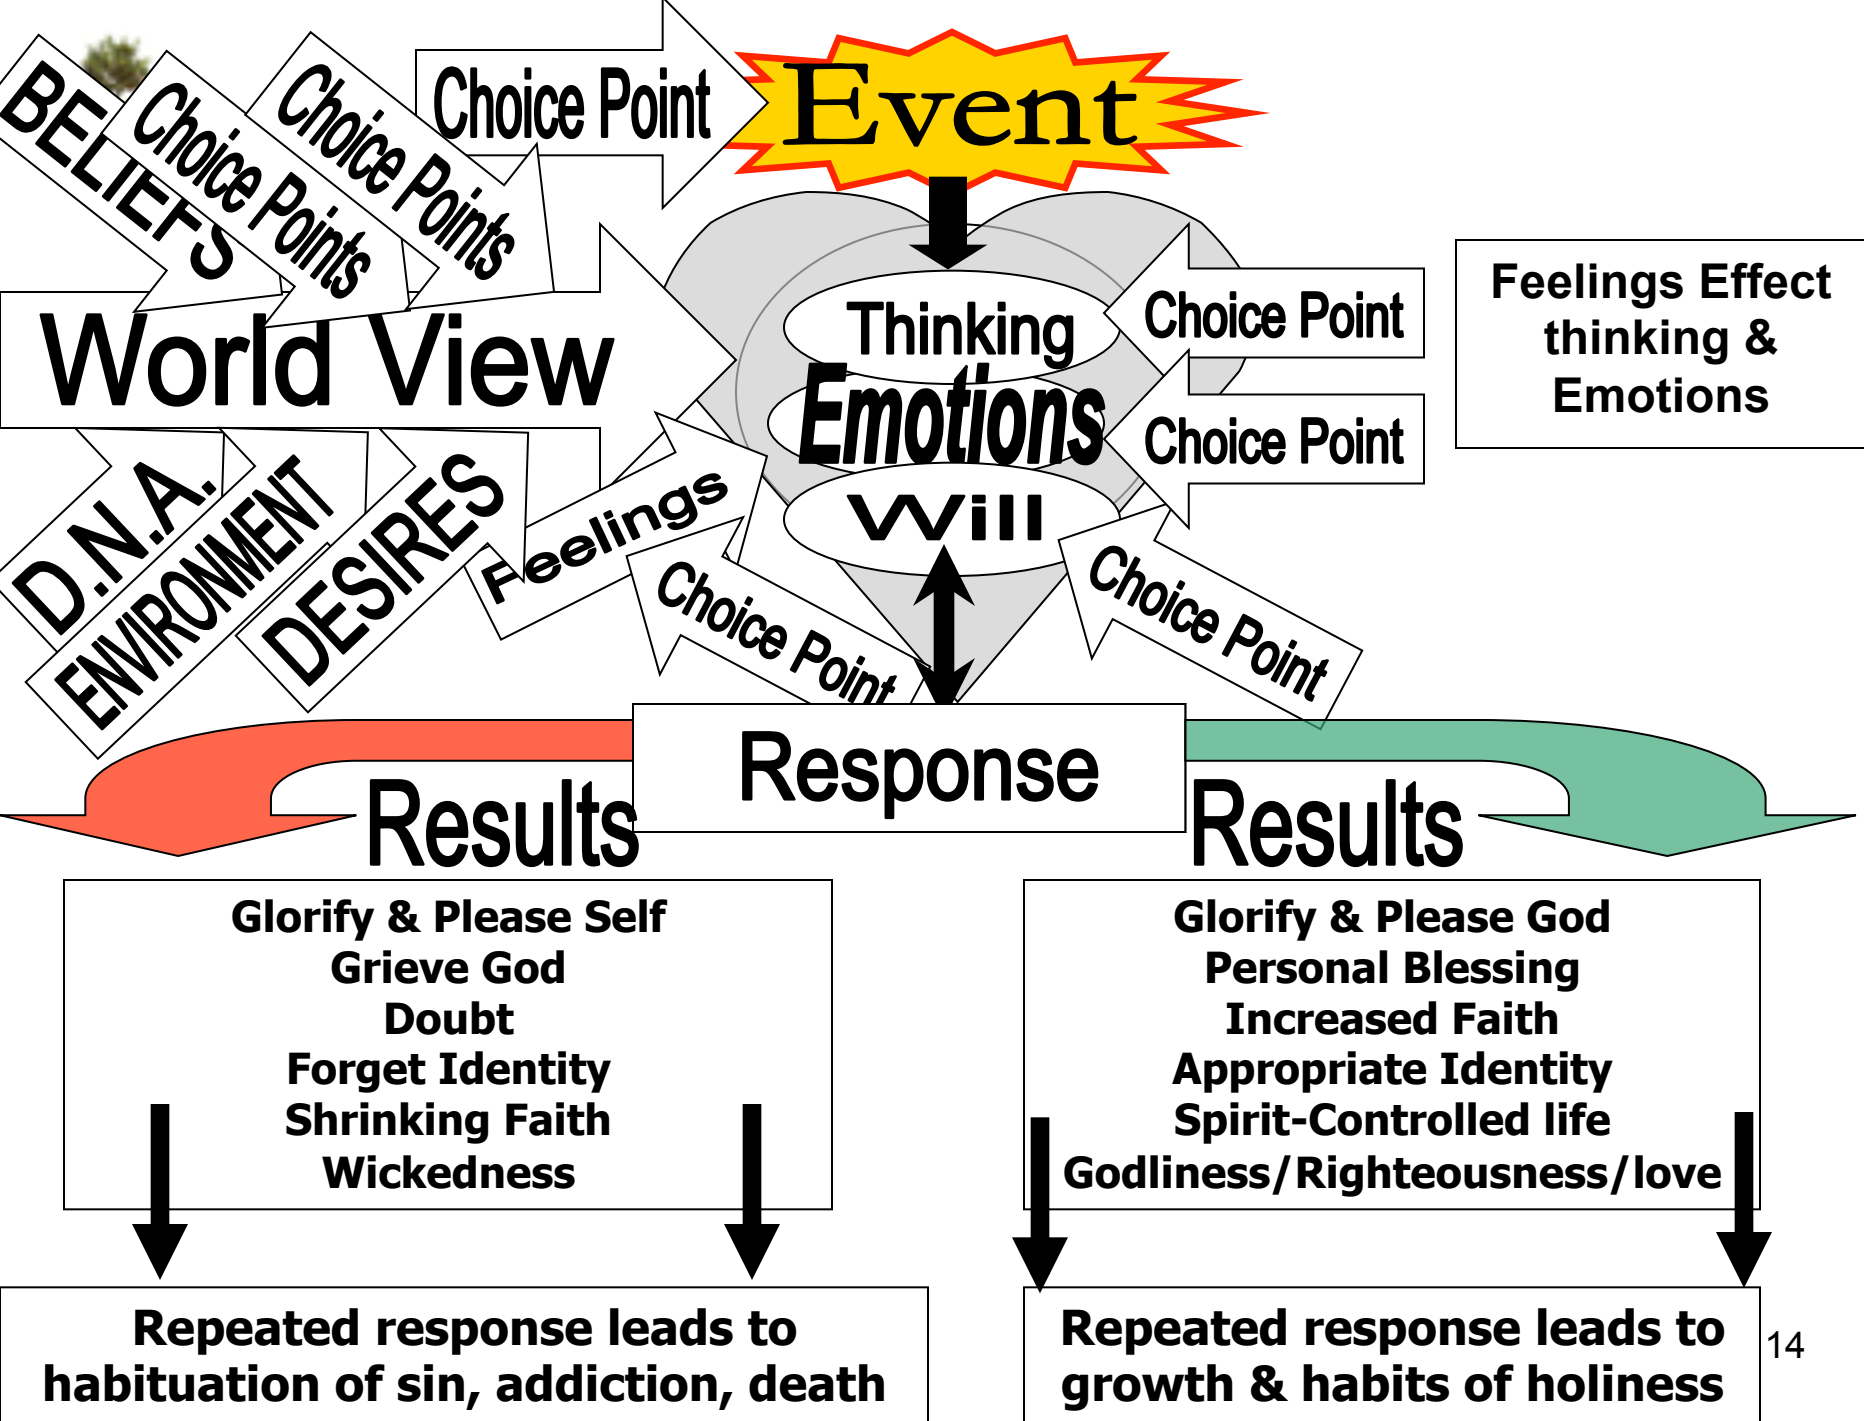 Choice Point
Event
BELIEFS
Choice Points
Choice Points
World View
Thinking
Emotions
Will
Choice Point
Choice Point
Feelings Effect
thinking &
Emotions
D.N.A.
ENVIRONMENT
DESIRES
Feelings
Choice Point
Choice Point
Response
Results
Results
Glorify & Please Self
Grieve God
Doubt
Forget Identity
Shrinking Faith
Wickedness
Glorify & Please God
Personal Blessing
Increased Faith
Appropriate Identity
Spirit-Controlled life
Godliness/Righteousness/love
Repeated response leads to
habituation of sin, addiction, death
Repeated response leads to
growth & habits of holiness
14